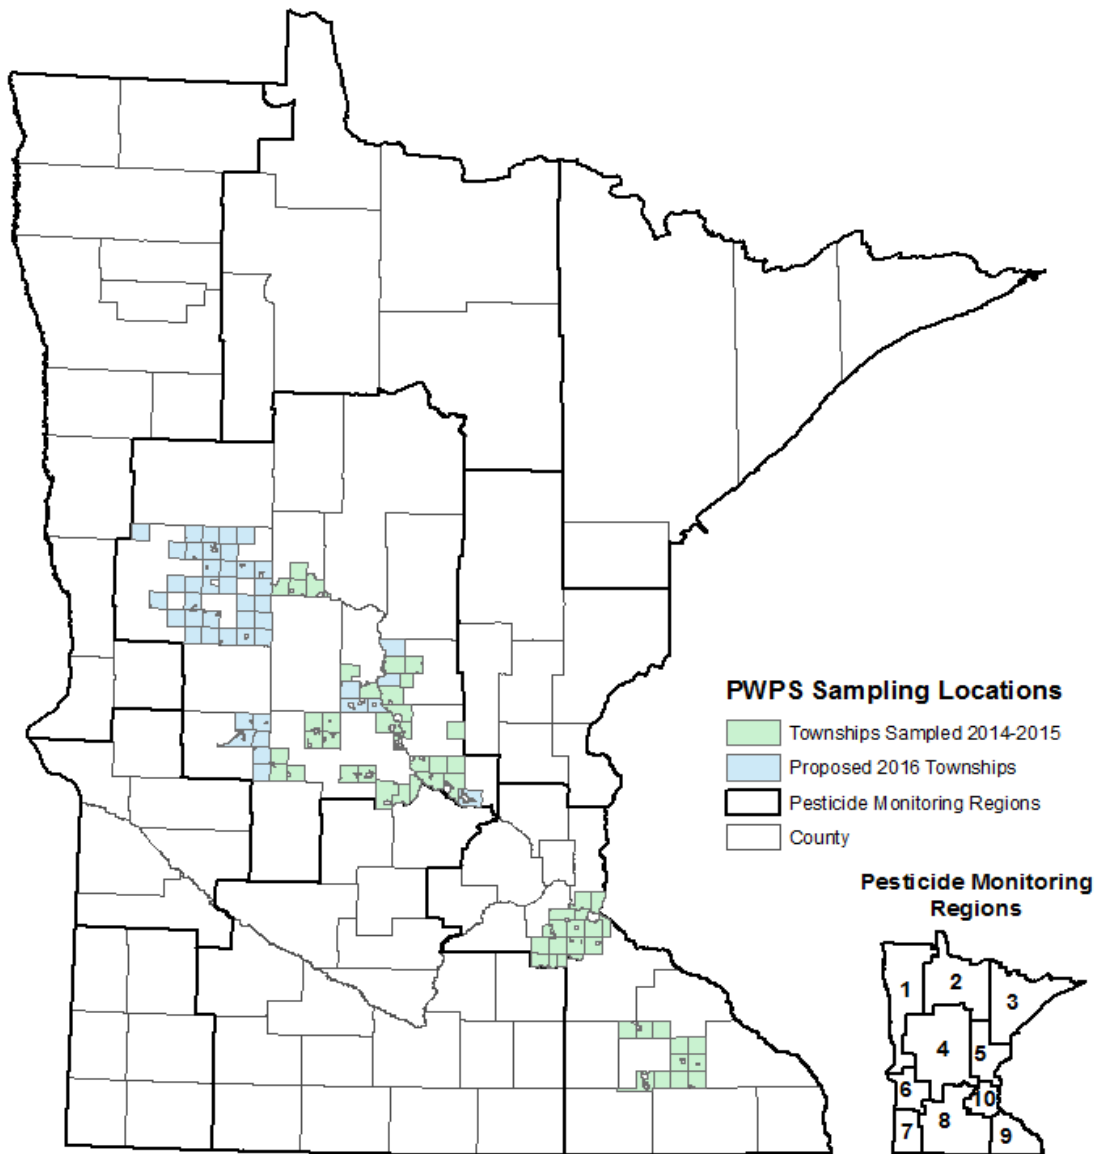 PWPS Sampling Locations
Townships Sampled 2014-2015
Proposed 2016 Townships
Pesticide Monitoring Regions
County
Pesticide Monitoring
Regions
1
2
3
4
5
6
10
7
8
9